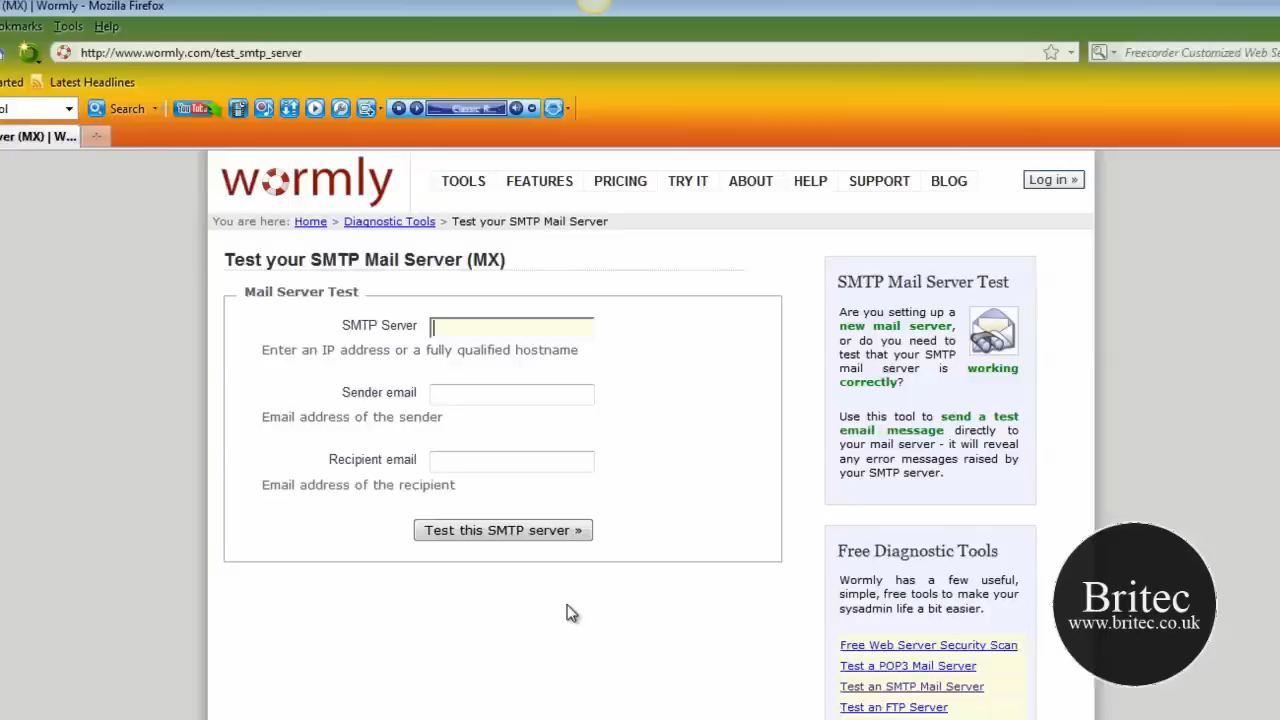 (MX) | Wormly - Mozilla Firefox
okmarks Tools Help
http://www.wormly.com/test_smtp_server
Freecorder Customized Web Se
arted Latest Headlines
ol Search YouTube Classic R...
ver (MX) | W...
wormly
TOOLS FEATURES PRICING TRY IT ABOUT HELP SUPPORT BLOG
Log in »
You are here: Home > Diagnostic Tools > Test your SMTP Mail Server
Test your SMTP Mail Server (MX)
Mail Server Test
SMTP Server
Enter an IP address or a fully qualified hostname
Sender email
Email address of the sender
Recipient email
Email address of the recipient
Test this SMTP server »
SMTP Mail Server Test
Are you setting up a
new mail server,
or do you need to
test that your SMTP
mail server is working
correctly?
Use this tool to send a test
email message directly to
your mail server - it will reveal
any error messages raised by
your SMTP server.
Free Diagnostic Tools
Wormly has a few useful,
simple, free tools to make your
sysadmin life a bit easier.
Free Web Server Security Scan
Test a POP3 Mail Server
Test an SMTP Mail Server
Test an FTP Server
Britec
www.britec.co.uk